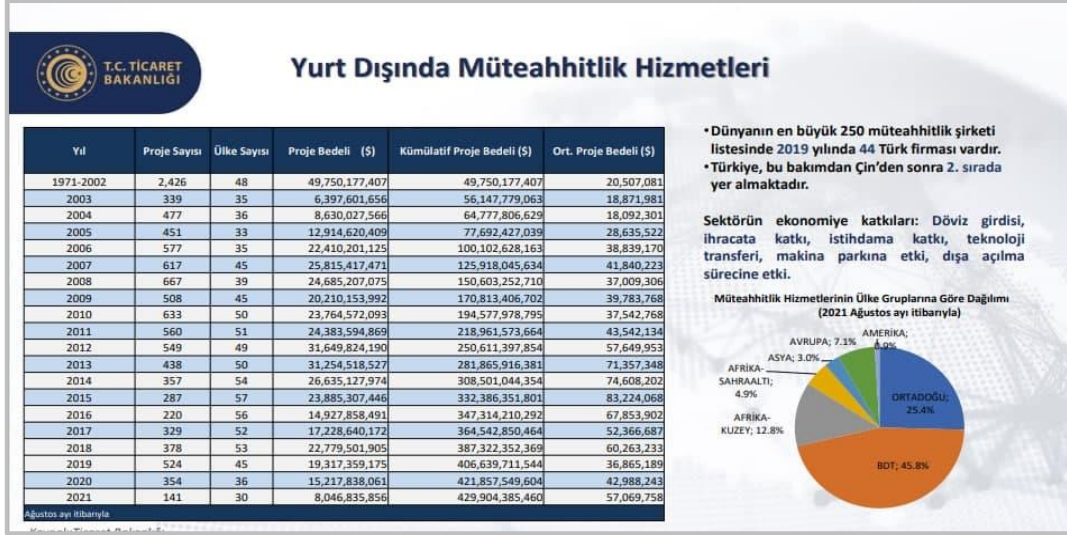 T.C. TİCARET
BAKANLIĞI
Yurt Dışında Müteahhitlik Hizmetleri
Yıl Proje Sayısı Ülke Sayısı Proje Bedeli ($) Kümülatif Proje Bedeli ($) Ort. Proje Bedeli ($)
1971-2002 2,426 48 49,750,177,407 49,750,177,407 20,507,081
2003 339 35 6,397,601,656 56,147,779,063 18,871,981
2004 477 36 8,630,027,566 64,777,806,629 18,092,301
2005 451 33 12,914,620,409 77,692,427,039 28,635,522
2006 577 35 22,410,201,125 100,102,628,163 38,839,170
2007 617 45 25,815,417,471 125,918,045,634 41,840,223
2008 667 39 24,685,207,075 150,603,252,710 37,009,306
2009 508 45 20,210,153,992 170,813,406,702 39,783,768
2010 633 50 23,764,572,093 194,577,978,795 37,542,768
2011 560 51 24,383,594,869 218,961,573,664 43,542,134
2012 549 49 31,649,824,190 250,611,397,854 57,649,953
2013 438 50 31,254,518,527 281,865,916,381 71,357,348
2014 357 54 26,635,127,974 308,501,044,354 74,608,202
2015 287 57 23,885,307,446 332,386,351,801 83,224,068
2016 220 56 14,927,858,491 347,314,210,292 67,853,902
2017 329 52 17,228,640,172 364,542,850,464 52,366,687
2018 378 53 22,779,501,905 387,322,352,369 60,263,233
2019 524 45 19,317,359,175 406,639,711,544 36,865,189
2020 354 36 15,217,838,061 421,857,549,604 42,988,243
2021 141 30 8,046,835,856 429,904,385,460 57,069,758
Ağustos ayı itibarıyla
•Dünyanın en büyük 250 müteahhitlik şirketi
listesinde 2019 yılında 44 Türk firması vardır.
•Türkiye, bu bakımdan Çin'den sonra 2. sırada
yer almaktadır.
Sektörün ekonomiye katkıları: Döviz girdisi,
ihracata katkı, istihdama katkı, teknoloji
transferi, makina parkına etki, dışa açılma
sürecine etki.
Müteahhitlik Hizmetlerinin Ülke Gruplarına Göre Dağılımı
(2021 Ağustos ayı itibarıyla)
AMERİKA;
0.9%
AVRUPA; 7.1%
ASYA; 3.0%
AFRİKA-
SAHRAALTI;
4.9%
AFRİKA-
KUZEY; 12.8%
ORTADOĞU;
25.4%
BDT; 45.8%